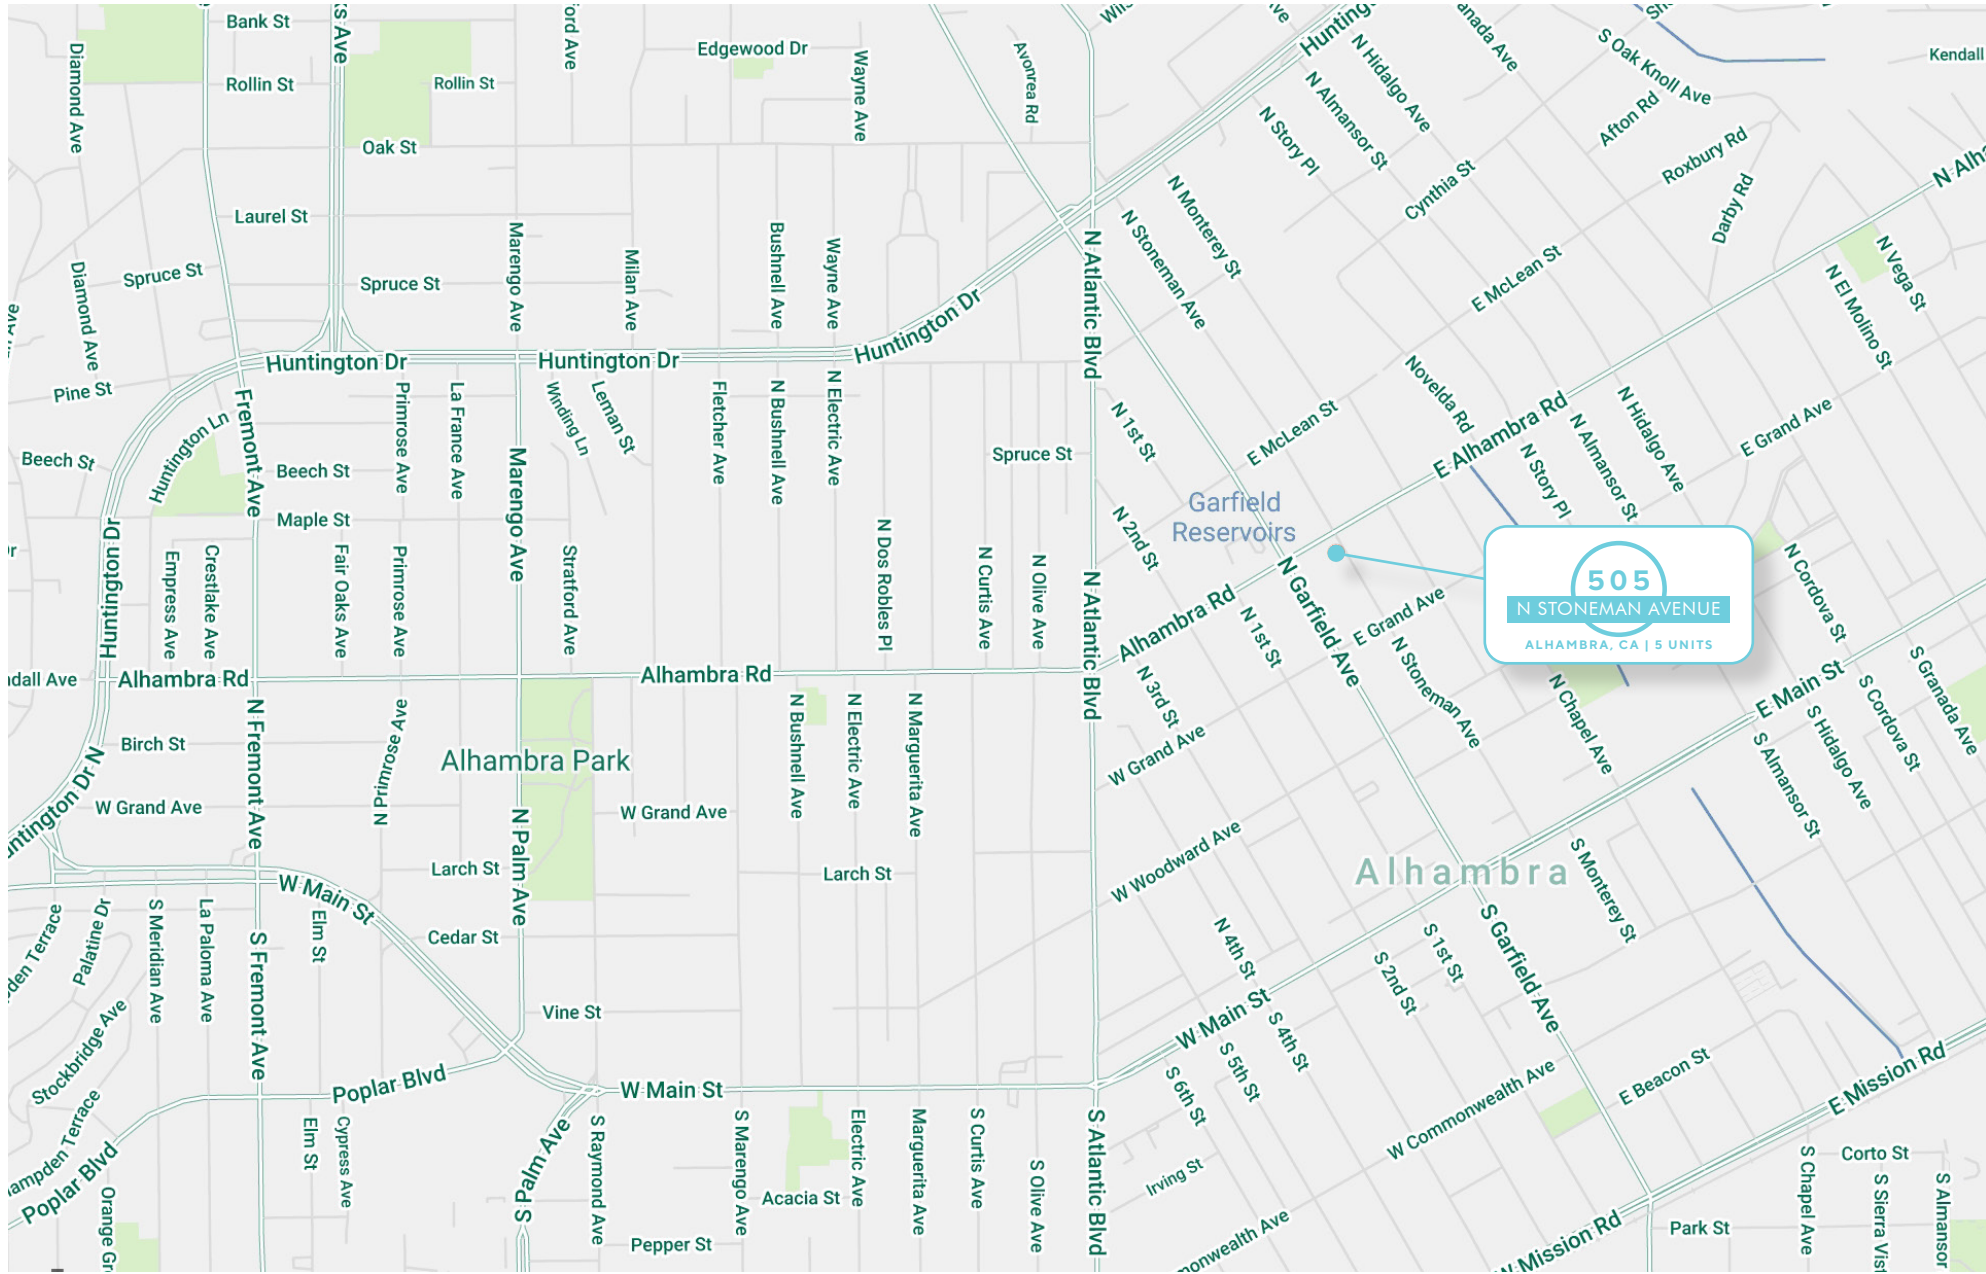 Bank St
Edgewood Dr
Diamond Ave
Rollin St
Rollin St
Wayne Ave
Avonrea Rd
N Hidalgo Ave
S Oak Knoll Ave
Kendall
N Almansor St
Afton Rd
N Story Pl
Oak St
Roxbury Rd
Cynthia St
N Monterey St
Darby Rd
Laurel St
Marengo Ave
Milan Ave
Bushnell Ave
Wayne Ave
N Atlantic Blvd
N Stoneman Ave
N Vega St
Spruce St
Diamond Ave
Spruce St
E McLean St
N El Molino St
Huntington Dr
Huntington Dr
Huntington Dr
Huntington Dr
Pine St
Fremont Ave
Primrose Ave
La France Ave
Winding Ln
Leman St
Fletcher Ave
N Bushnell Ave
N Electric Ave
N 1st St
Novelda Rd
E Alhambra Rd
N Hidalgo Ave
E Grand Ave
Huntington Ln
E McLean St
N Almansor St
Beech St
Beech St
Marengo Ave
Spruce St
N Story Pl
Garfield
Reservoirs
Maple St
Empress Ave
Crestlake Ave
Fair Oaks Ave
Primrose Ave
Stratford Ave
N Dos Robles Pl
N Curtis Ave
N Olive Ave
N Atlantic Blvd
N 2nd St
505
N STONEMAN AVENUE
ALHAMBRA, CA | 5 UNITS
N Cordova St
Alhambra Rd
N 1st St
N Garfield Ave
E Grand Ave
N Stoneman Ave
dall Ave
Alhambra Rd
Alhambra Rd
N 3rd St
N Chapel Ave
E Main St
S Cordova St
S Granada Ave
N Fremont Ave
N Primrose Ave
Birch St
Alhambra Park
N Bushnell Ave
N Electric Ave
N Marguerita Ave
W Grand Ave
S Almansor St
S Hidalgo Ave
untington Dr N
W Grand Ave
N Palm Ave
W Grand Ave
Larch St
Larch St
W Woodward Ave
Alhambra
S Monterey St
W Main St
Palatine Dr
S Meridian Ave
La Paloma Ave
Elm St
S Fremont Ave
Cedar St
N 4th St
S 1st St
S Garfield Ave
S 2nd St
Vine St
W Main St
S 4th St
Stockbridge Ave
S 5th St
S 6th St
Poplar Blvd
W Main St
W Commonwealth Ave
E Beacon St
E Mission Rd
Poplar Blvd
Elm St
Cypress Ave
S Palm Ave
S Raymond Ave
S Marengo Ave
Electric Ave
Marguerita Ave
S Curtis Ave
S Olive Ave
S Atlantic Blvd
Irving St
Acacia St
Pepper St
S Chapel Ave
Corto St
S Sierra Vist
S Almansor
Park St
W Mission Rd
monwealth Ave
Orange Gr